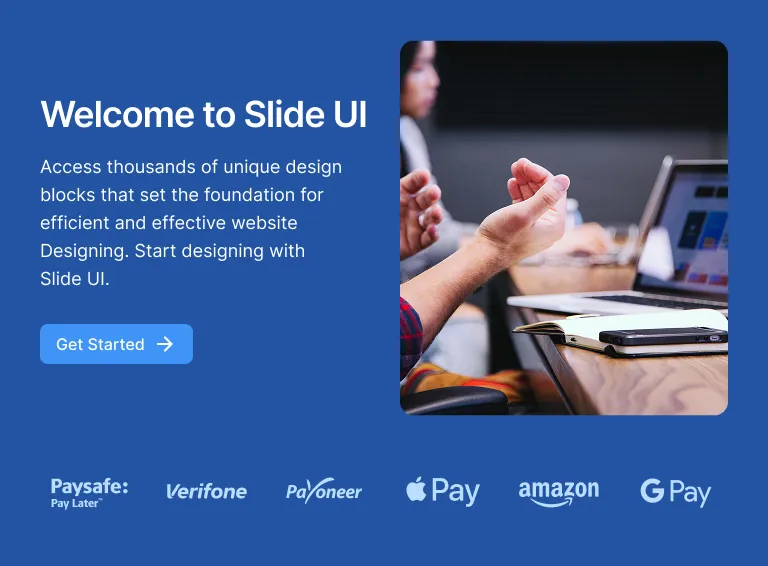 Welcome to Slide UI
Access thousands of unique design
blocks that set the foundation for
efficient and effective website
Designing. Start designing with
Slide UI.
Get Started
Paysafe:
Pay Later™
Verifone
Payoneer
Pay
amazon
G Pay